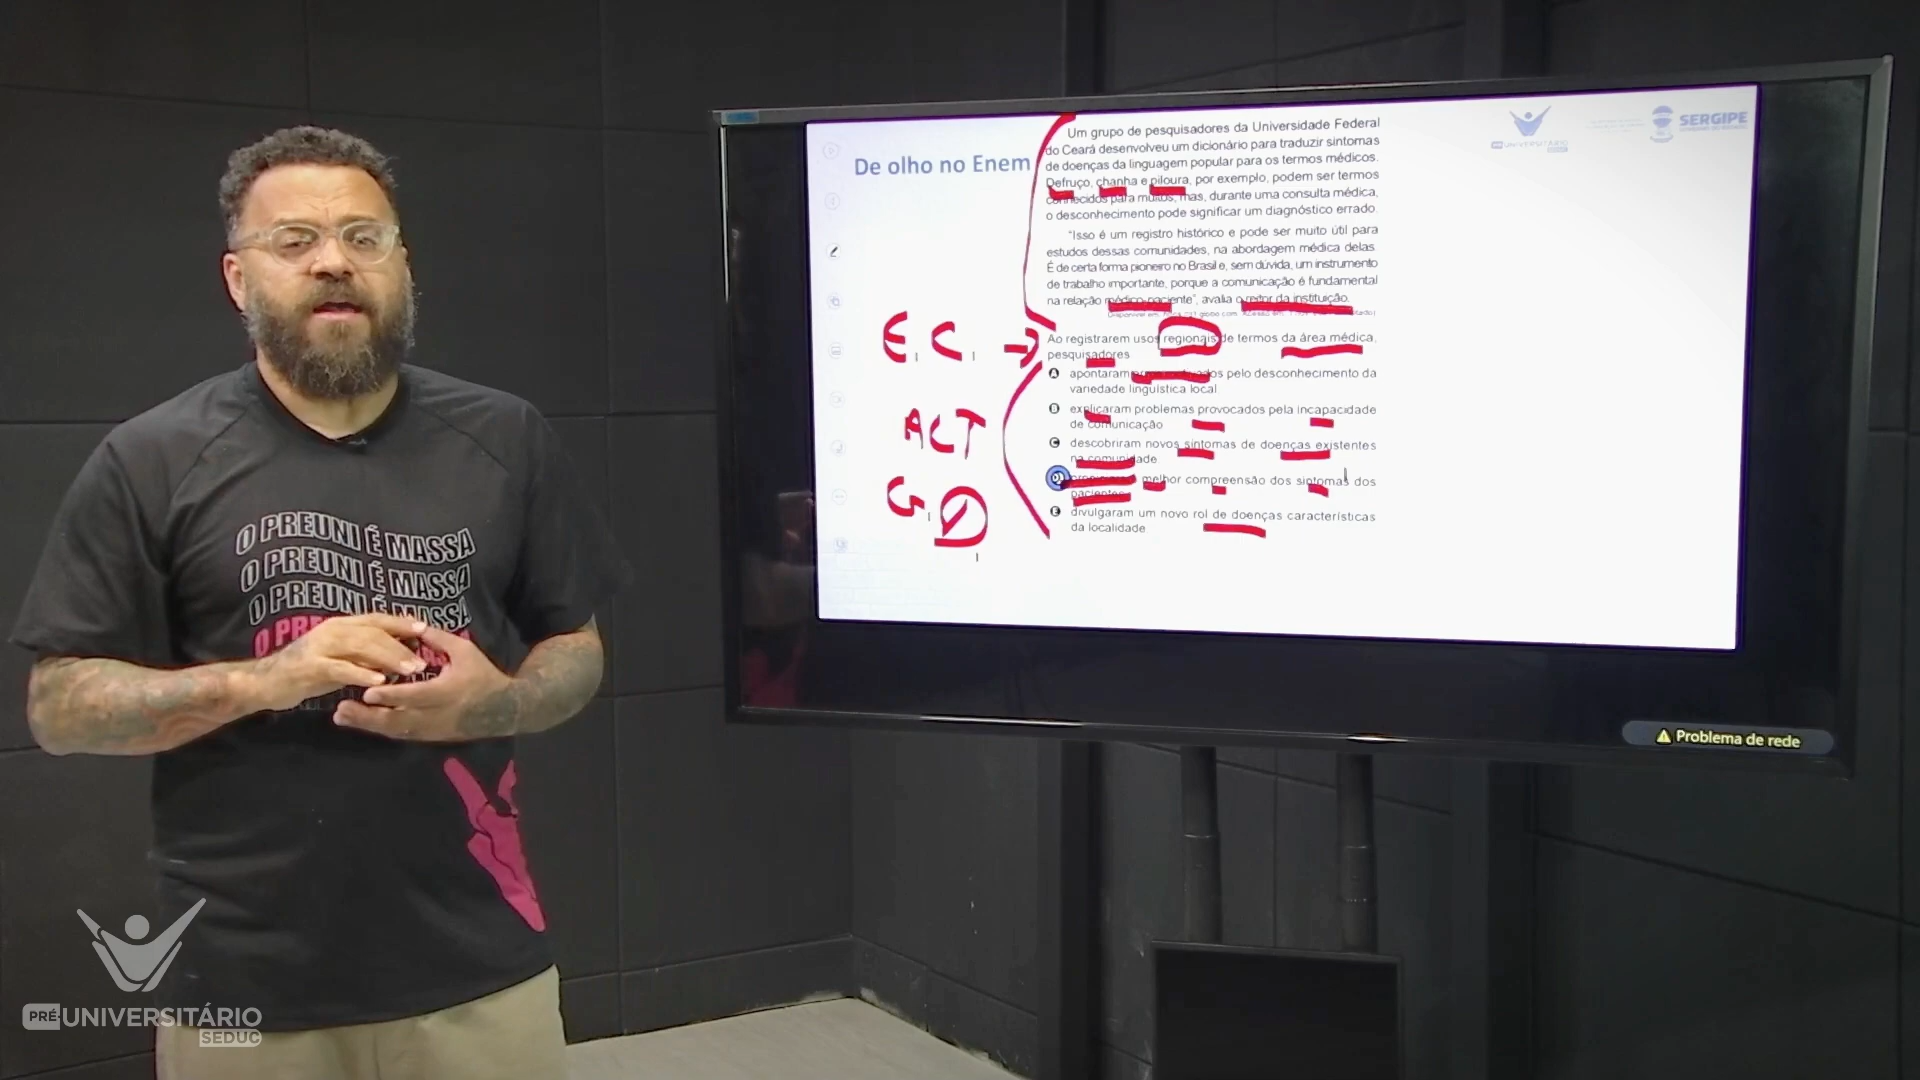 De olho no Enem
Um grupo de pesquisadores da Universidade Federal
do Ceará desenvolveu um dicionário para traduzir sintomas
de doenças da linguagem popular para os termos médicos.
Defruço, chanha e piloura, por exemplo, podem ser termos
conhecidos para muitos, mas, durante uma consulta médica,
o desconhecimento pode significar um diagnóstico errado.
"Isso é um registro histórico e pode ser muito útil para
estudos dessas comunidades, na abordagem médica delas.
É de certa forma pioneiro no Brasil e, sem dúvida, um instrumento
de trabalho importante, porque a comunicação é fundamental
na relação médico-paciente", avalia o reitor da instituição.
Ao registrarem usos regionais de termos da área médica,
pesquisadores
A apontaram pelo desconhecimento da
variedade linguística local.
B explicaram problemas provocados pela incapacidade
de comunicação
C descobriram novos sintomas de doenças existentes
na comunidade
D melhor compreensão dos sintomas dos
pacientes
E divulgaram um novo rol de doenças características
da localidade
E. C.
ACT
G. D
SERGIPE
Problema de rede
O PREUNI É MASSA
O PREUNI É MASSA
O PREUNI É MASSA
PRÉ-UNIVERSITÁRIO
SEDUC